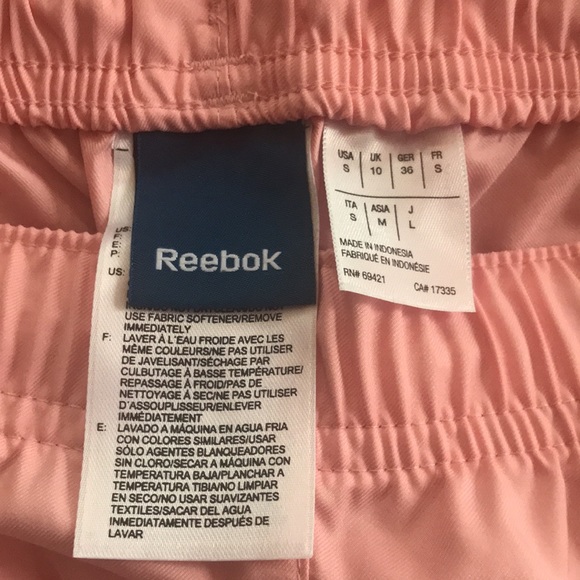 Reebok
USA UK GER FR
S 10 36 S
ITA ASIA J
S M L
MADE IN INDONESIA
FABRIQUÉ EN INDONÉSIE
RN# 69421 CA# 17335
US:
E:
P:
US:
USE FABRIC SOFTENER/REMOVE
IMMEDIATELY
F: LAVER À L'EAU FROIDE AVEC LES
MÊME COULEURS/NE PAS UTILISER
DE JAVELISANT/SÉCHAGE PAR
CULBUTAGE À BASSE TEMPÉRATURE/
REPASSAGE À FROID/PAS DE
NETTOYAGE À SEC/NE PAS UTILISER
D'ASSOUPLISSEUR/ENLEVER
IMMÉDIATEMENT
E: LAVADO A MÁQUINA EN AGUA FRIA
CON COLORES SIMILARES/USAR
SÓLO AGENTES BLANQUEADORES
SIN CLORO/SECAR A MÁQUINA CON
TEMPERATURA BAJA/PLANCHAR A
TEMPERATURA TIBIA/NO LIMPIAR
EN SECO/NO USAR SUAVIZANTES
TEXTILES/SACAR DEL AGUA
INMEDIATAMENTE DESPUÉS DE
LAVAR